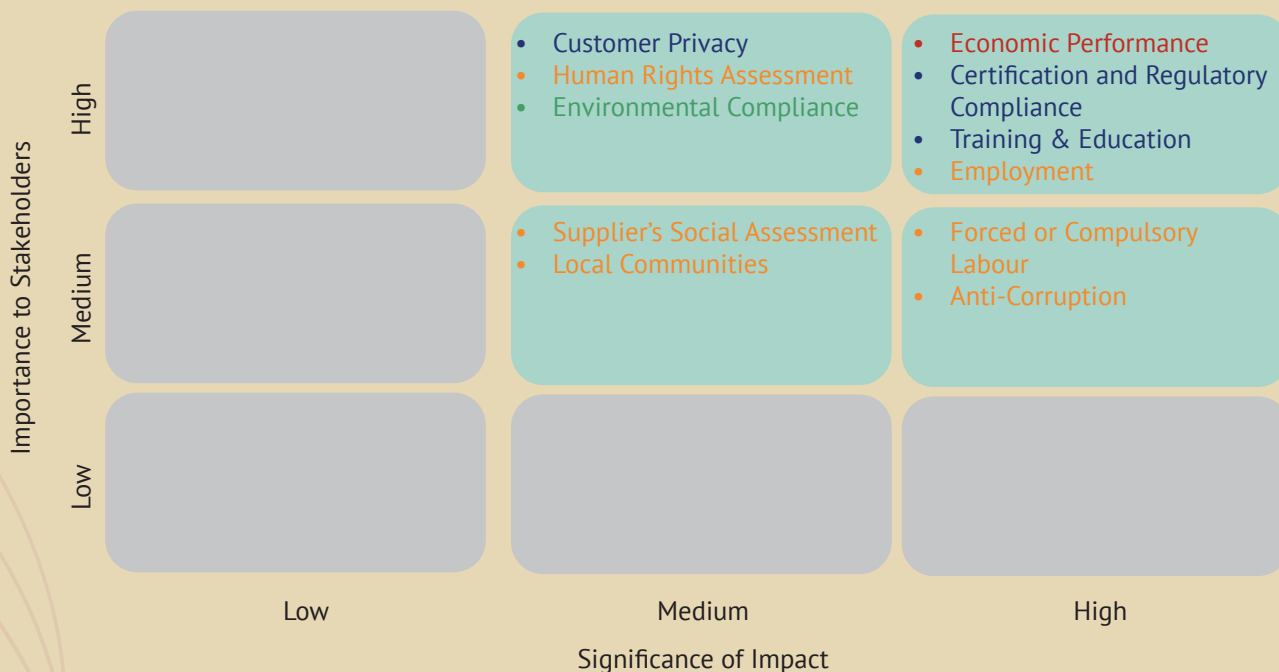 Importance to Stakeholders
High
• Customer Privacy
• Human Rights Assessment
• Environmental Compliance
• Economic Performance
• Certification and Regulatory
Compliance
• Training & Education
• Employment
Medium
• Supplier’s Social Assessment
• Local Communities
• Forced or Compulsory
Labour
• Anti-Corruption
Low
Low
Medium
High
Significance of Impact